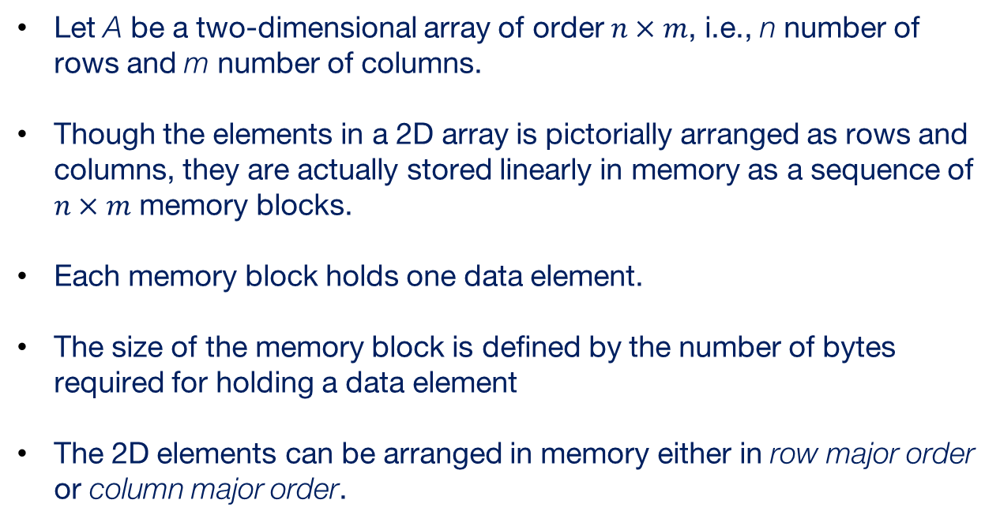 • Let A be a two-dimensional array of order n × m, i.e., n number of
rows and m number of columns.
• Though the elements in a 2D array is pictorially arranged as rows and
columns, they are actually stored linearly in memory as a sequence of
n × m memory blocks.
• Each memory block holds one data element.
• The size of the memory block is defined by the number of bytes
required for holding a data element
• The 2D elements can be arranged in memory either in row major order
or column major order.